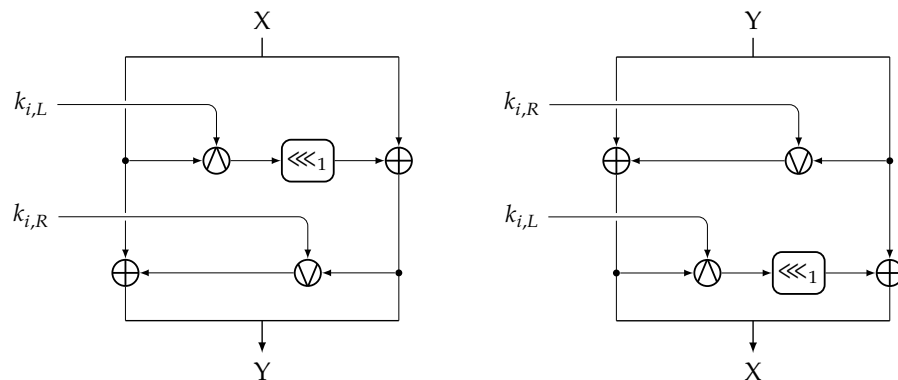 X
k_{i,L}
⋘₁
k_{i,R}
Y
Y
k_{i,R}
k_{i,L}
⋘₁
X